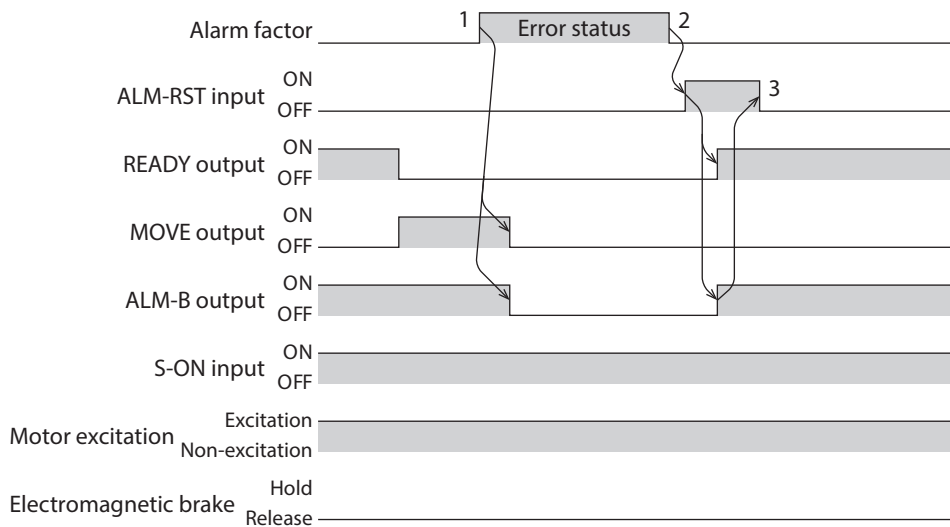 Alarm factor
1
Error status
2
ALM-RST input
ON
OFF
3
READY output
ON
OFF
MOVE output
ON
OFF
ALM-B output
ON
OFF
S-ON input
ON
OFF
Motor excitation
Excitation
Non-excitation
Electromagnetic brake
Hold
Release